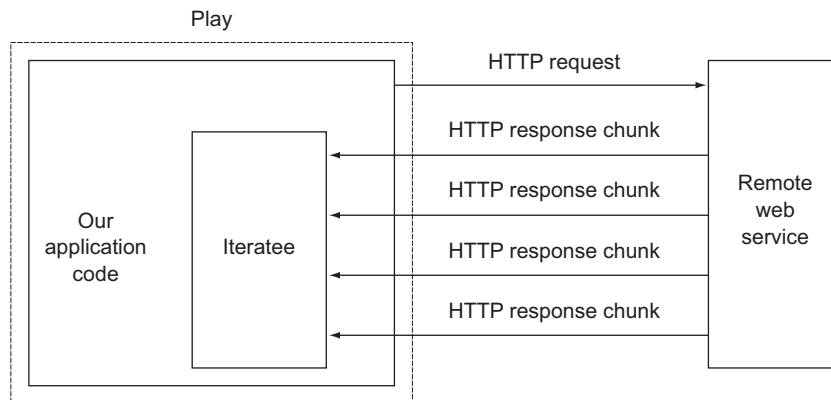 Play
HTTP request
HTTP response chunk
HTTP response chunk
HTTP response chunk
HTTP response chunk
Our
application
code
Iteratee
Remote
web
service